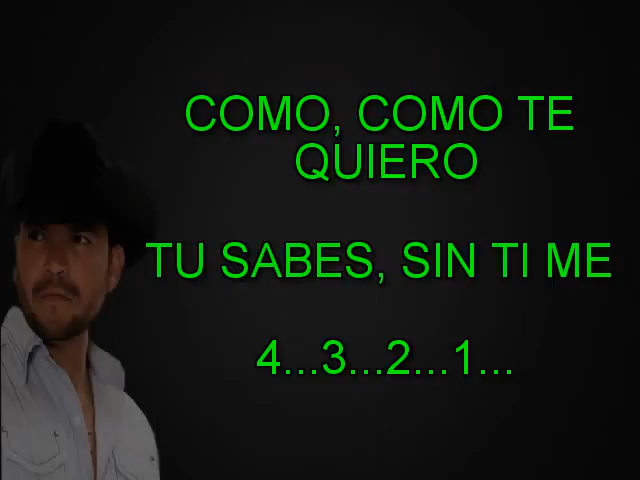 COMO, COMO TE
QUIERO
TU SABES, SIN TI ME
4...3...2...1...